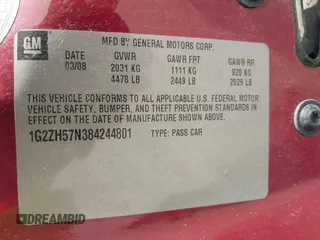 GM
MFD BY GENERAL MOTORS CORP.
DATE GVWR GAWR FRT GAWR RR
03/08 2031 KG 1111 KG 920 KG
4478 LB 2449 LB 2029 LB
THIS VEHICLE CONFORMS TO ALL APPLICABLE U.S. FEDERAL MOTOR
VEHICLE SAFETY, BUMPER, AND THEFT PREVENTION STANDARDS
IN EFFECT ON THE DATE OF MANUFACTURE SHOWN ABOVE.
1G2ZH57N384244801 TYPE: PASS CAR
DREAMBID